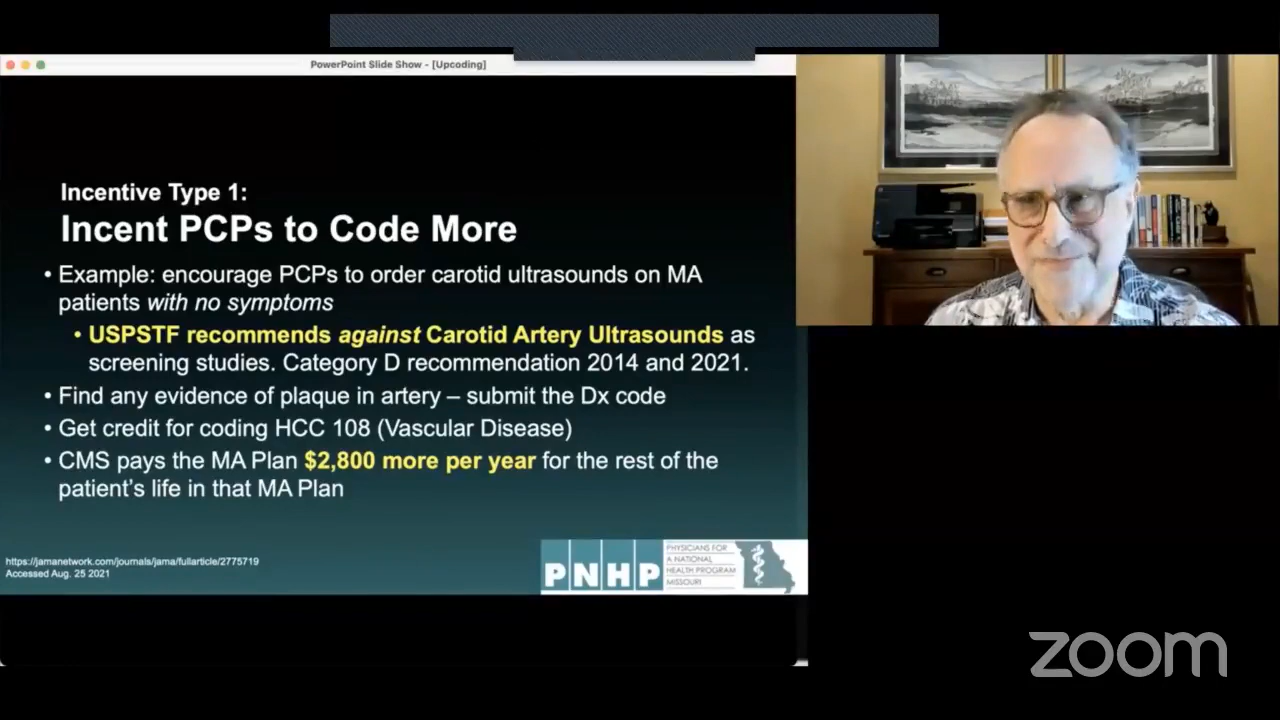 PowerPoint Slide Show - [Upcoding]
Incentive Type 1:
Incent PCPs to Code More
• Example: encourage PCPs to order carotid ultrasounds on MA
patients with no symptoms
• USPSTF recommends against Carotid Artery Ultrasounds as
screening studies. Category D recommendation 2014 and 2021.
• Find any evidence of plaque in artery – submit the Dx code
• Get credit for coding HCC 108 (Vascular Disease)
• CMS pays the MA Plan $2,800 more per year for the rest of the
patient's life in that MA Plan
https://jamanetwork.com/journals/jama/fullarticle/2775719
Accessed Aug. 25 2021
PNHP
PHYSICIANS FOR
A NATIONAL
HEALTH PROGRAM
MISSOURI
zoom